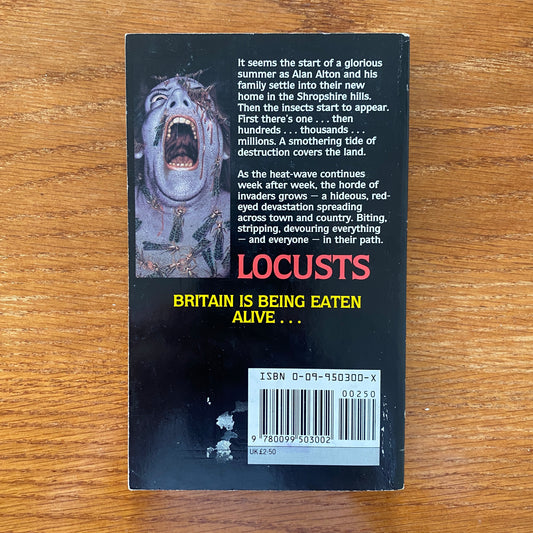 It seems the start of a glorious
summer as Alan Alton and his
family settle into their new
home in the Shropshire hills.
Then the insects start to appear.
First there's one . . . then
hundreds . . . thousands . . .
millions. A smothering tide of
destruction covers the land.
As the heat-wave continues
week after week, the horde of
invaders grows – a hideous, red-
eyed devastation spreading
across town and country. Biting,
stripping, devouring everything
– and everyone – in their path.
LOCUSTS
BRITAIN IS BEING EATEN
ALIVE . . .
ISBN 0-09-950300-X
00250
9 780099 503002
UK £2·50